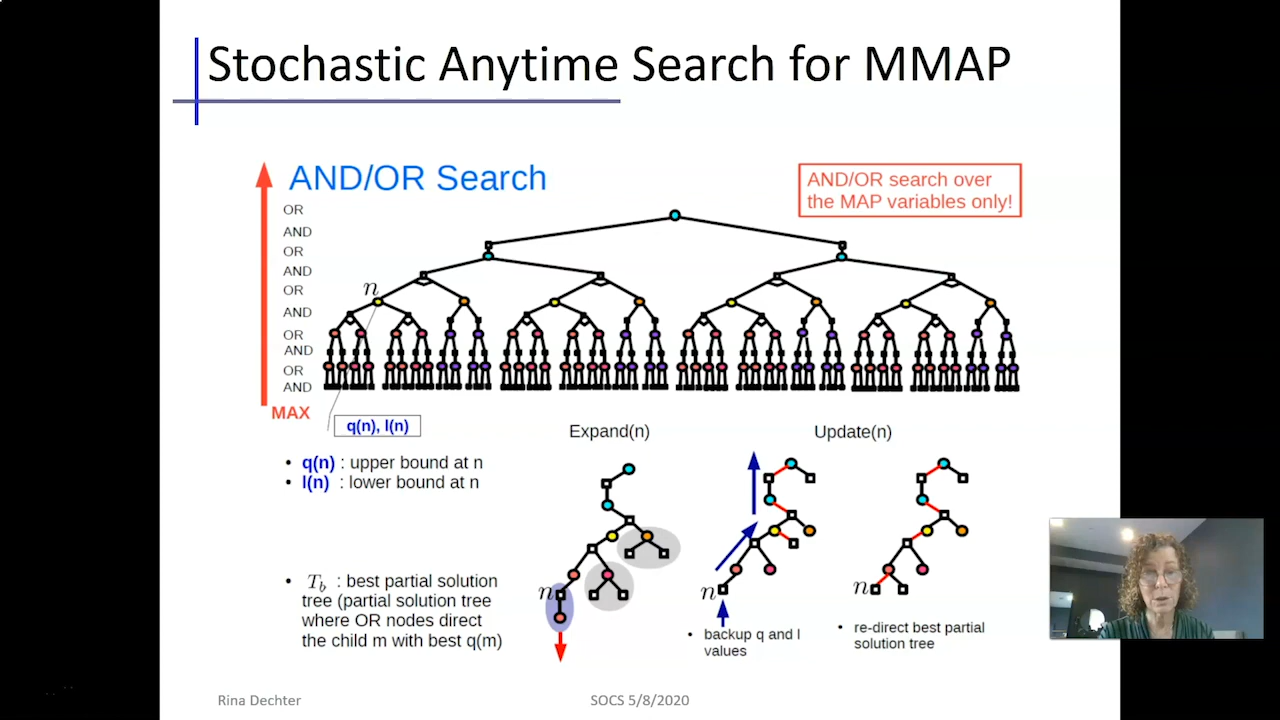 Stochastic Anytime Search for MMAP
AND/OR Search
AND/OR search over
the MAP variables only!
OR
AND
OR
AND
OR
AND
OR
AND
OR
AND
MAX
n
q(n), l(n)
Expand(n)
Update(n)
• q(n) : upper bound at n
• l(n) : lower bound at n
• T_b : best partial solution
tree (partial solution tree
where OR nodes direct
the child m with best q(m)
n
n
n
• backup q and l
values
• re-direct best partial
solution tree
Rina Dechter
SOCS 5/8/2020